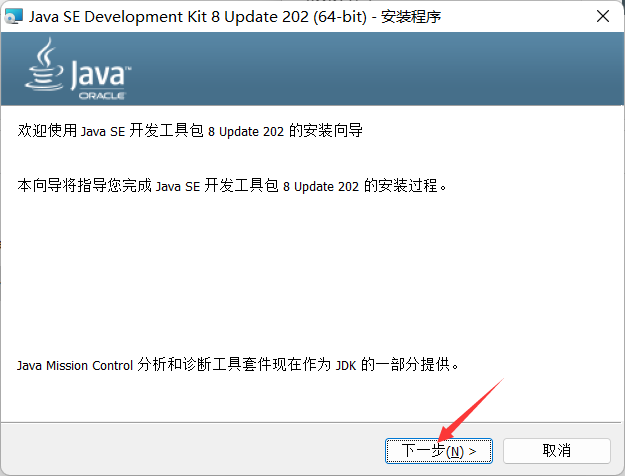 Java SE Development Kit 8 Update 202 (64-bit) - 安装程序
Java™
ORACLE
欢迎使用 Java SE 开发工具包 8 Update 202 的安装向导
本向导将指导您完成 Java SE 开发工具包 8 Update 202 的安装过程。
Java Mission Control 分析和诊断工具套件现在作为 JDK 的一部分提供。
下一步(N) >
取消